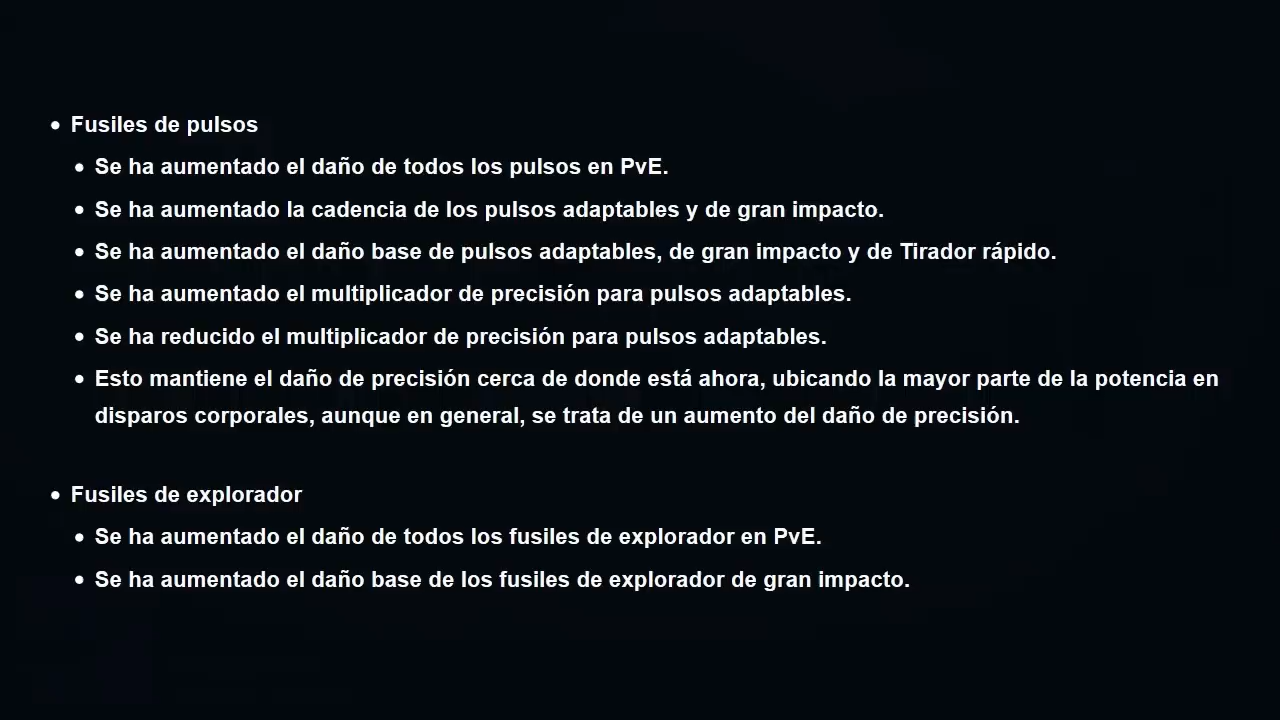 Fusiles de pulsos
Se ha aumentado el daño de todos los pulsos en PvE.
Se ha aumentado la cadencia de los pulsos adaptables y de gran impacto.
Se ha aumentado el daño base de pulsos adaptables, de gran impacto y de Tirador rápido.
Se ha aumentado el multiplicador de precisión para pulsos adaptables.
Se ha reducido el multiplicador de precisión para pulsos adaptables.
Esto mantiene el daño de precisión cerca de donde está ahora, ubicando la mayor parte de la potencia en
disparos corporales, aunque en general, se trata de un aumento del daño de precisión.
Fusiles de explorador
Se ha aumentado el daño de todos los fusiles de explorador en PvE.
Se ha aumentado el daño base de los fusiles de explorador de gran impacto.